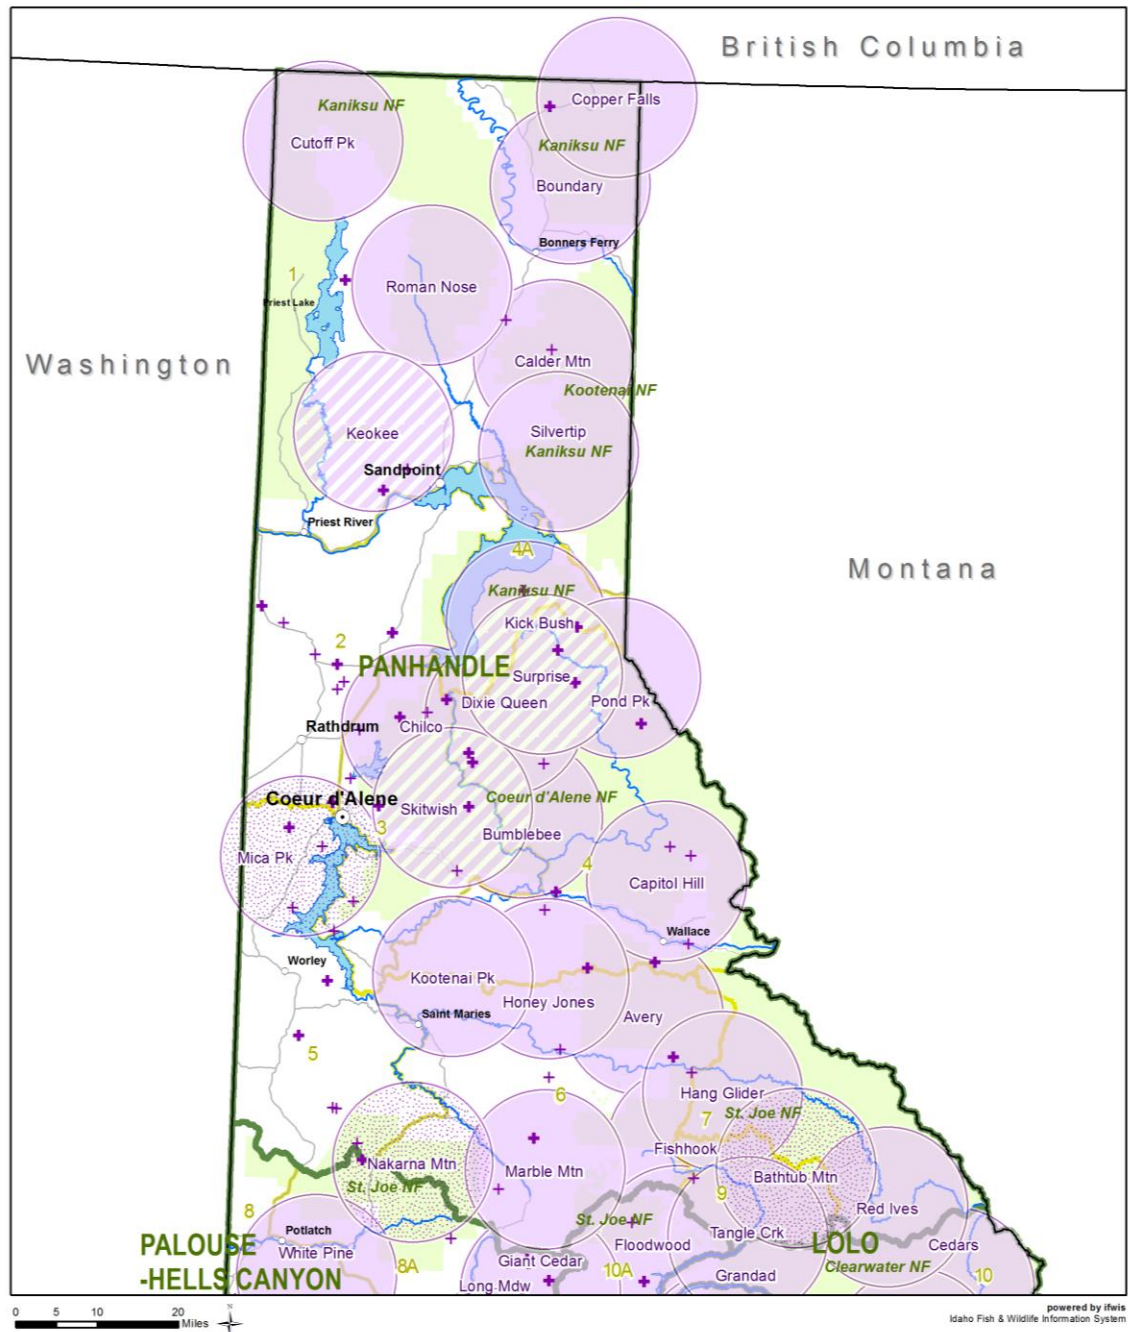 British Columbia
Copper Falls
Kaniksu NF
Cutoff Pk
Kaniksu NF
Boundary
Bonners Ferry
1
Roman Nose
Priest Lake
Washington
Calder Mtn
Kootenai NF
Keokee
Silvertip
Kaniksu NF
Sandpoint
Priest River
4A
Montana
Kaniksu NF
Kick Bush
2
PANHANDLE
Surprise
Dixie Queen
Pond Pk
Rathdrum
Chilco
Coeur d'Alene
Skitwish
Coeur d'Alene NF
3
Bumblebee
Mica Pk
4
Capitol Hill
Wallace
Worley
Kootenai Pk
Honey Jones
Saint Maries
Avery
5
6
Hang Glider
7
St. Joe NF
Fishhook
Nakarna Mtn
Marble Mtn
Bathtub Mtn
St. Joe NF
9
8
St. Joe NF
Red Ives
Potlatch
Tangle Crk
PALOUSE
White Pine
Floodwood
LOLO
Cedars
-HELLS CANYON
8A
Giant Cedar
Long Mdw
10A
Grandad
Clearwater NF
10
0 5 10 20
Miles
N
powered by ifwis
Idaho Fish & Wildlife Information System